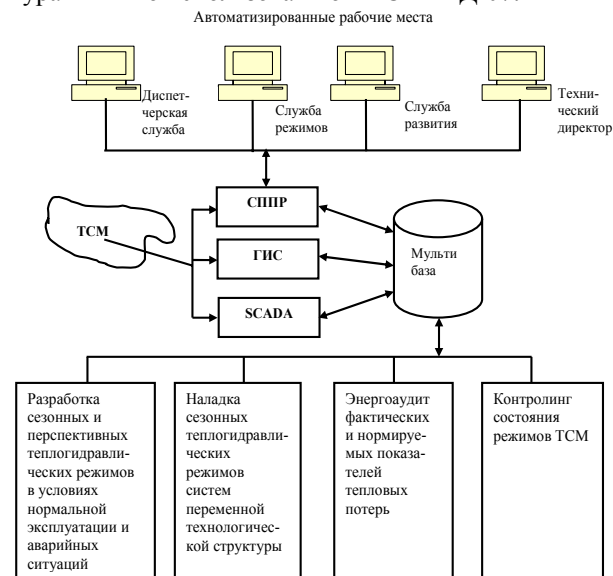 Автоматизированные рабочие места
Диспет-
черская
служба
Служба
режимов
Служба
развития
Техни-
ческий
директор
СППР
ТСМ
ГИС
Мульти
база
SCADA
Разработка
сезонных и
перспективных
теплогидравли-
ческих режимов
в условиях
нормальной
эксплуатации и
аварийных
ситуаций
Наладка
сезонных
теплогидравли-
ческих
режимов
систем
переменной
технологичес-
кой структуры
Энергоаудит
фактических
и нормируе-
мых показа-
телей
тепловых
потерь
Контролинг
состояния
режимов ТСМ